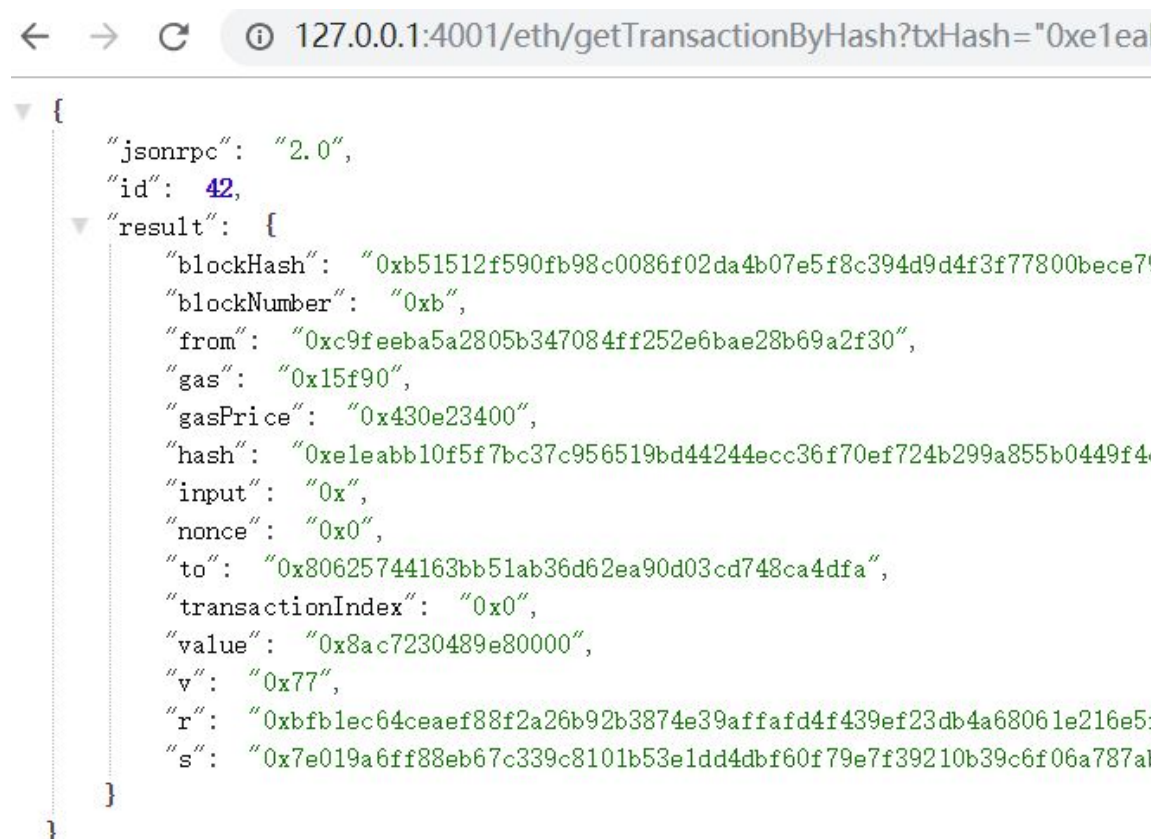 127.0.0.1:4001/eth/getTransactionByHash?txHash="0xe1ea
{
"jsonrpc": "2.0",
"id": 42,
"result": {
"blockHash": "0xb51512f590fb98c0086f02da4b07e5f8c394d9d4f3f77800bece79
"blockNumber": "0xb",
"from": "0xc9feeba5a2805b347084ff252e6bae28b69a2f30",
"gas": "0x15f90",
"gasPrice": "0x430e23400",
"hash": "0xe1eabb10f5f7bc37c956519bd44244ecc36f70ef724b299a855b0449f4
"input": "0x",
"nonce": "0x0",
"to": "0x80625744163bb51ab36d62ea90d03cd748ca4dfa",
"transactionIndex": "0x0",
"value": "0x8ac7230489e80000",
"v": "0x77",
"r": "0xbfb1ec64ceaef88f2a26b92b3874e39affafd4f439ef23db4a68061e216e5
"s": "0x7e019a6ff88eb67c339c8101b53e1dd4dbf60f79e7f39210b39c6f06a787a
}
}